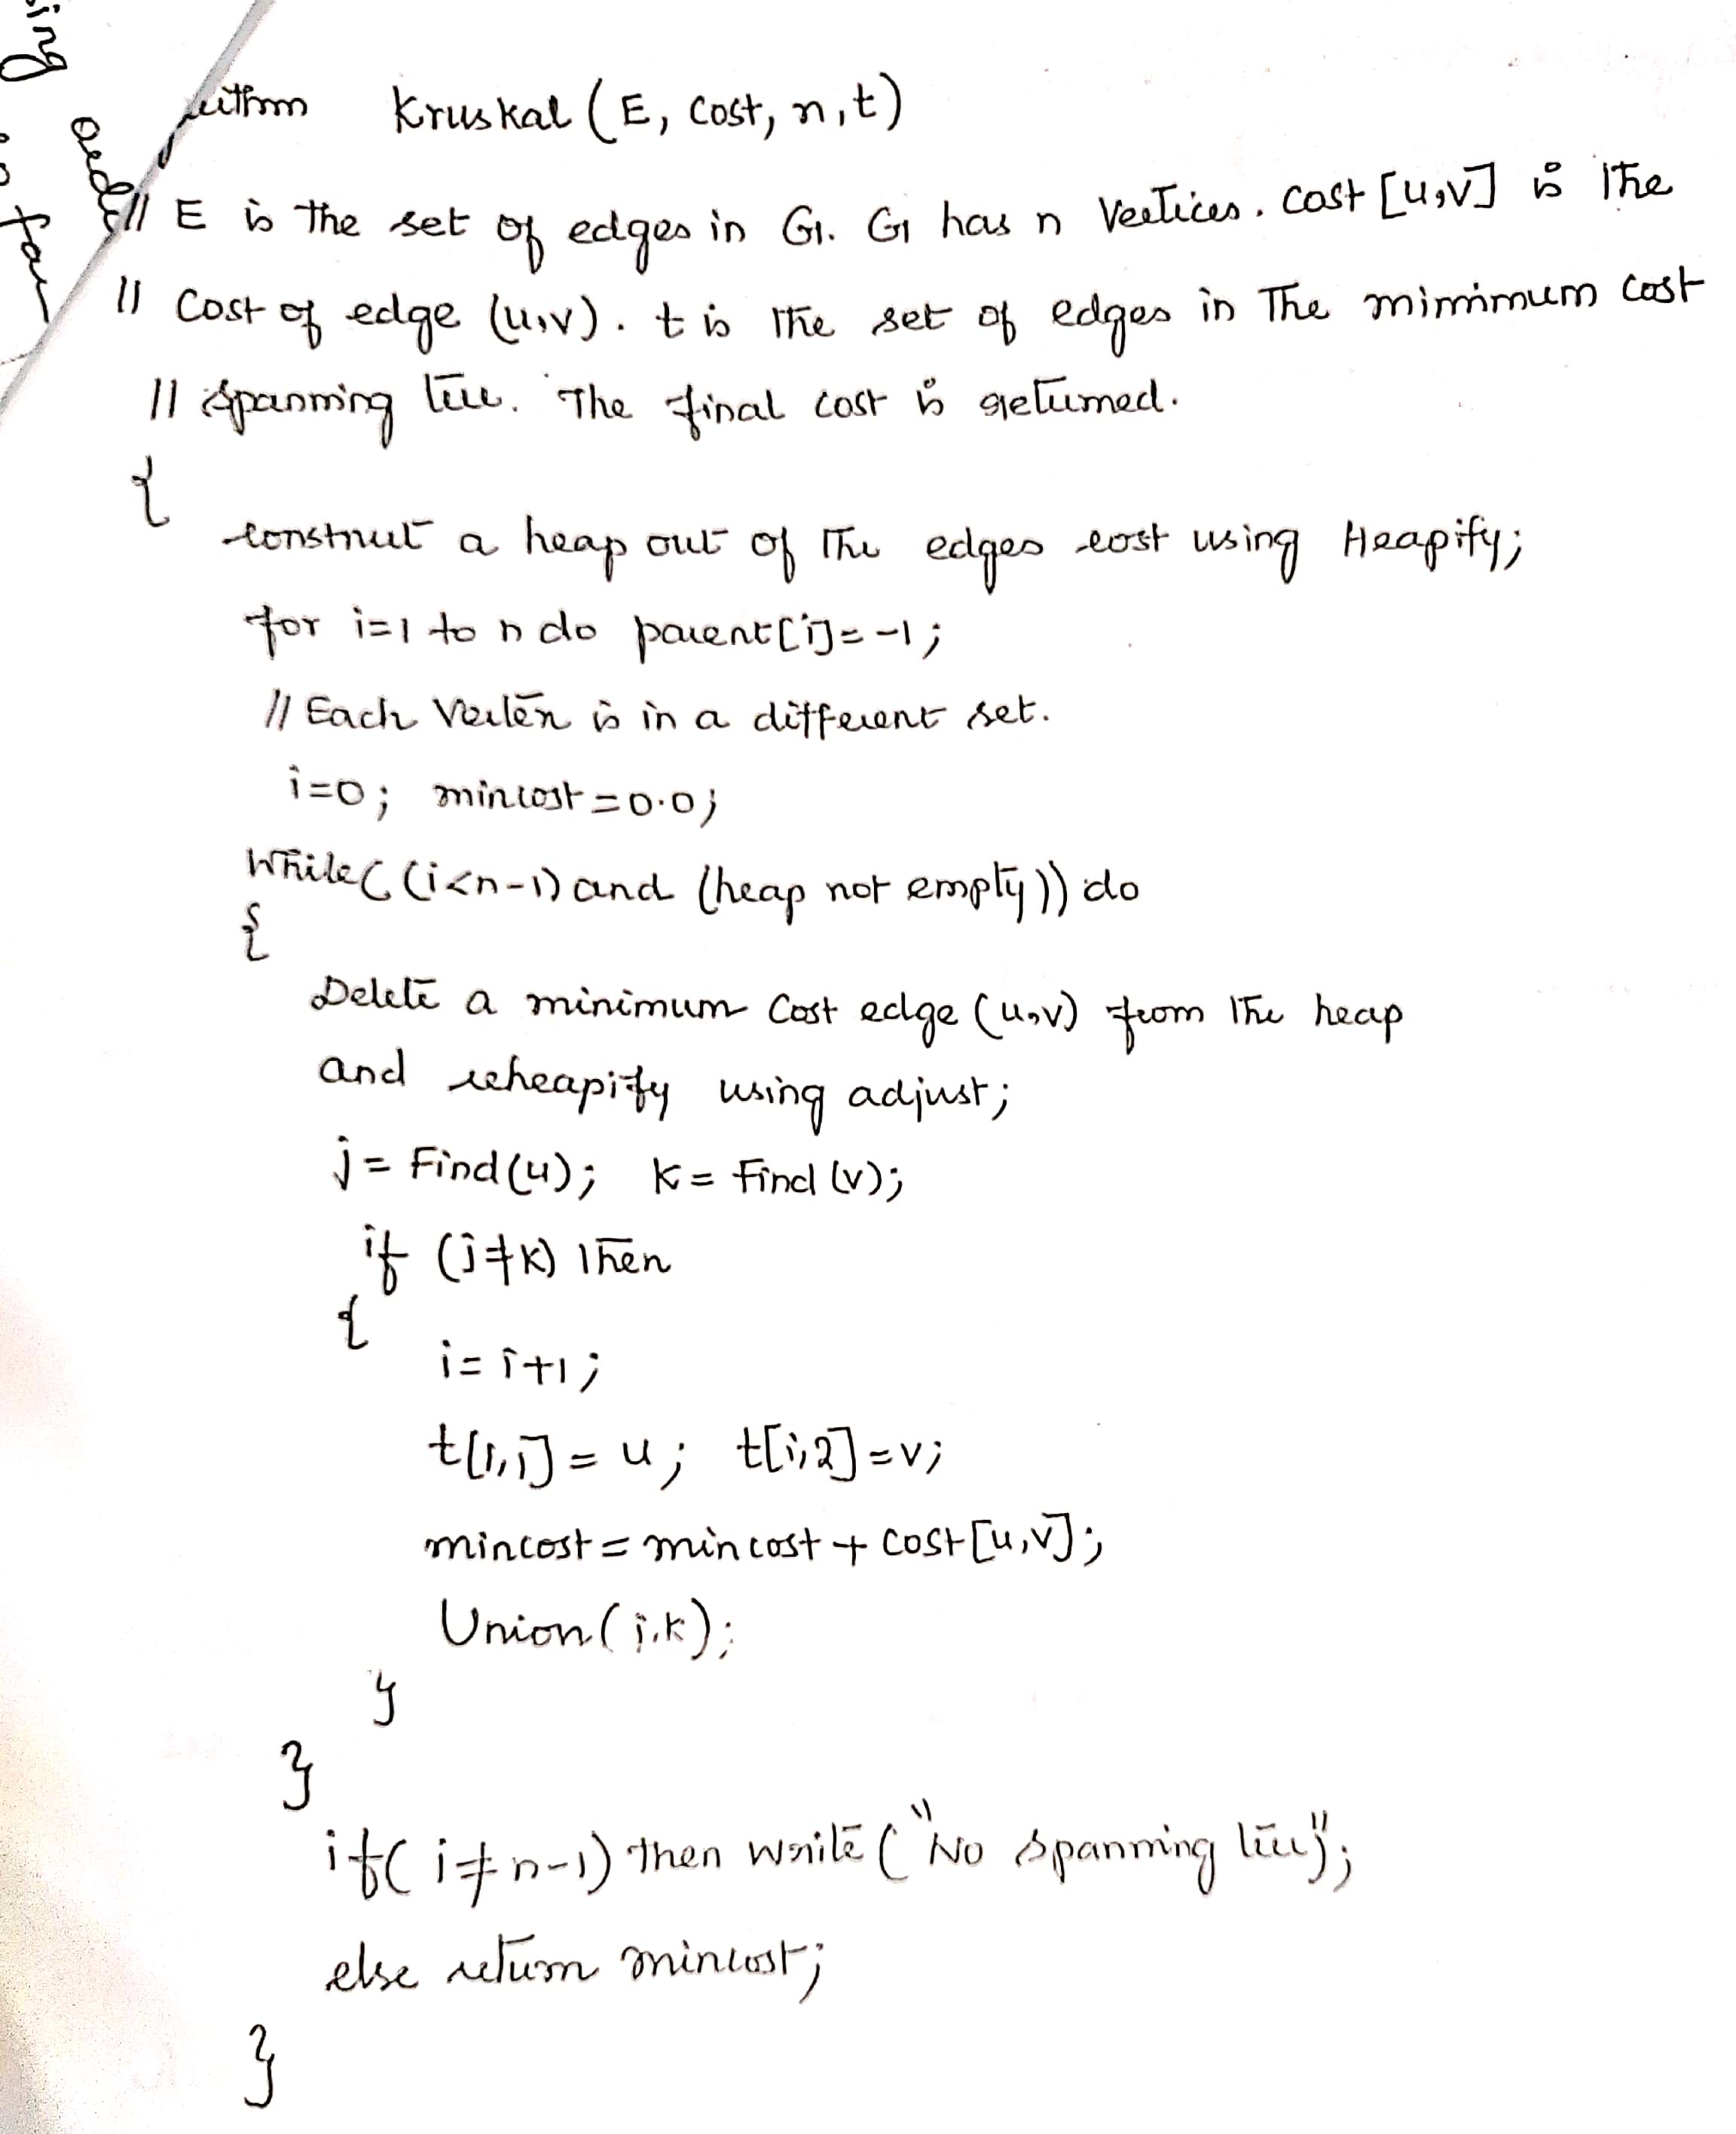 Kruskal (E, cost, n, t)
// E is the set of edges in G. G has n vertices. cost [u,v] is the
// cost of edge (u,v). t is the set of edges in the minimum cost
// spanning tree. The final cost is returned.
{
construct a heap out of the edges cost using Heapify;
for i=1 to n do parent[i]=-1;
// Each vertex is in a different set.
i=0; mincost=0.0;
While((i<n-1) and (heap not empty)) do
{
Delete a minimum cost edge (u,v) from the heap
and reheapify using adjust;
j= Find(u); k= Find(v);
if (j≠k) then
{
i=i+1;
t[1,i]=u; t[i,2]=v;
mincost=mincost+cost[u,v];
Union(j,k);
}
}
if(i≠n-1) then write("No spanning tree");
else return mincost;
}